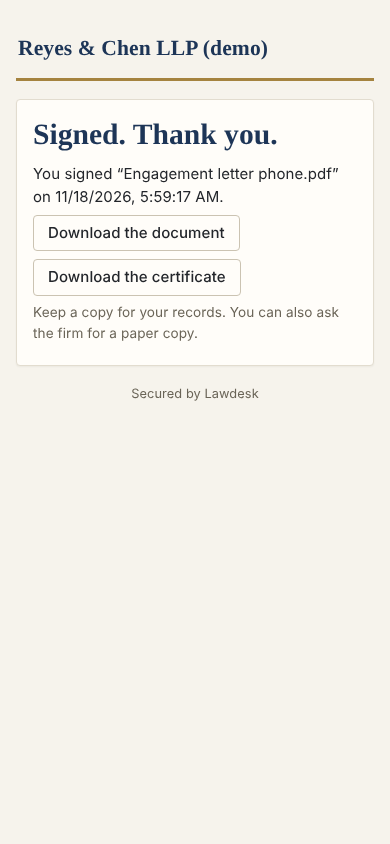 Reyes & Chen LLP (demo)
Signed. Thank you.
You signed “Engagement letter phone.pdf”
on 11/18/2026, 5:59:17 AM.
Download the document
Download the certificate
Keep a copy for your records. You can also ask
the firm for a paper copy.
Secured by Lawdesk